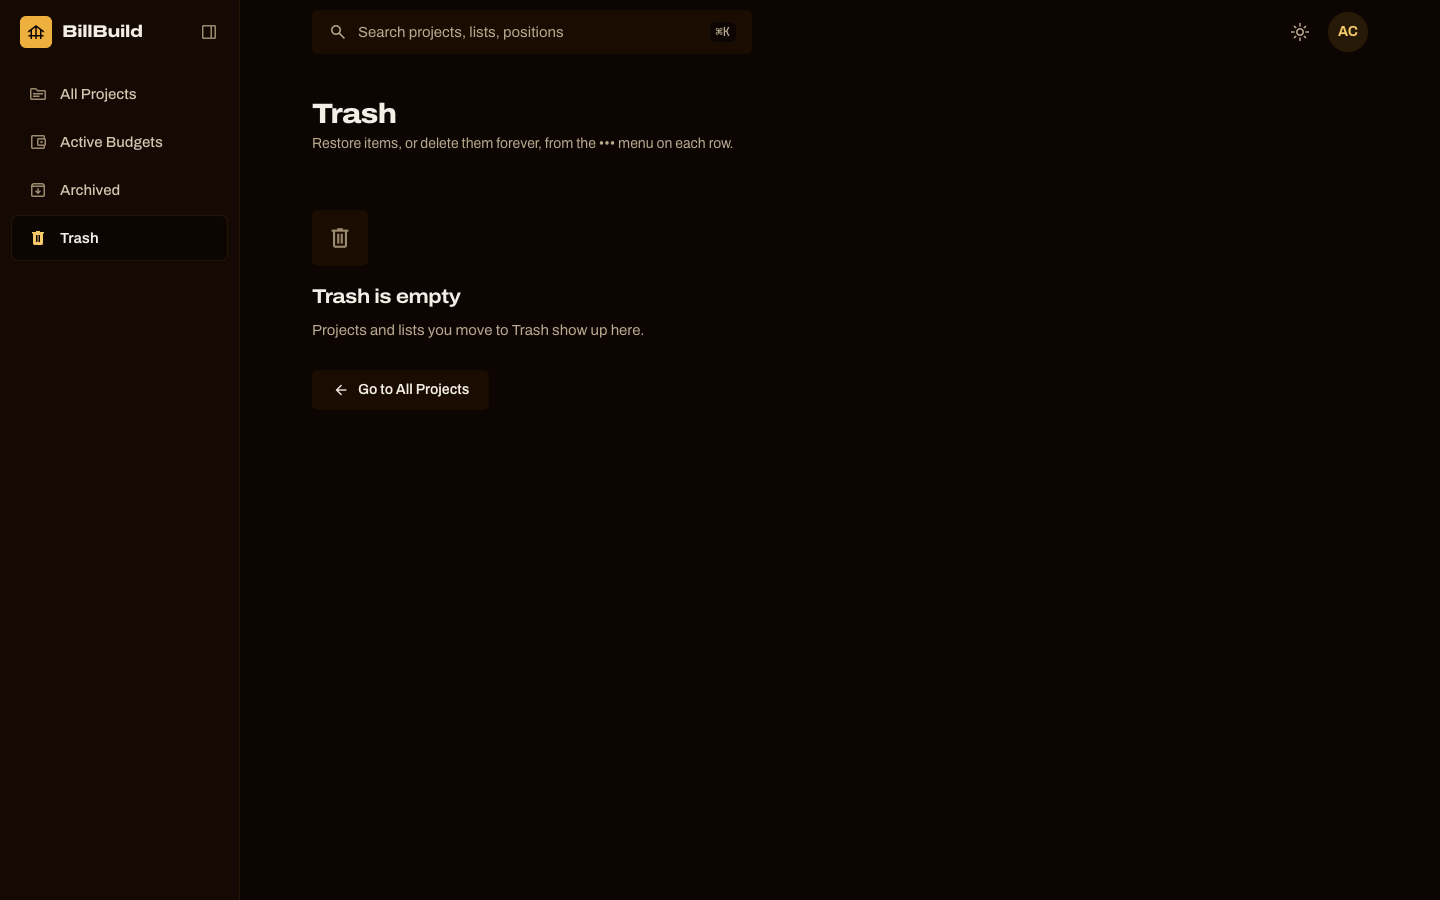 BillBuild
Search projects, lists, positions
⌘K
AC
All Projects
Active Budgets
Archived
Trash
Trash
Restore items, or delete them forever, from the ••• menu on each row.
Trash is empty
Projects and lists you move to Trash show up here.
Go to All Projects